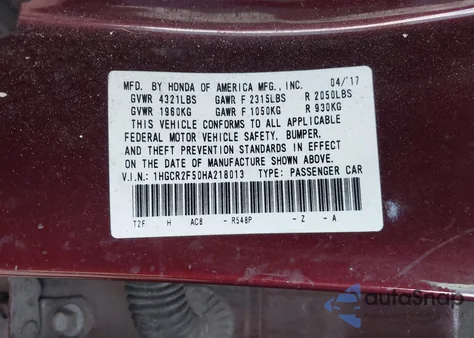 MFD. BY HONDA OF AMERICA MFG., INC. 04/17
GVWR 4321LBS GAWR F 2315LBS R 2050LBS
GVWR 1960KG GAWR F 1050KG R 930KG
THIS VEHICLE CONFORMS TO ALL APPLICABLE
FEDERAL MOTOR VEHICLE SAFETY, BUMPER,
AND THEFT PREVENTION STANDARDS IN EFFECT
ON THE DATE OF MANUFACTURE SHOWN ABOVE.
V.I.N.: 1HGCR2F50HA218013 TYPE: PASSENGER CAR
T2F H AC8 - R548P - Z - A
autoSnap